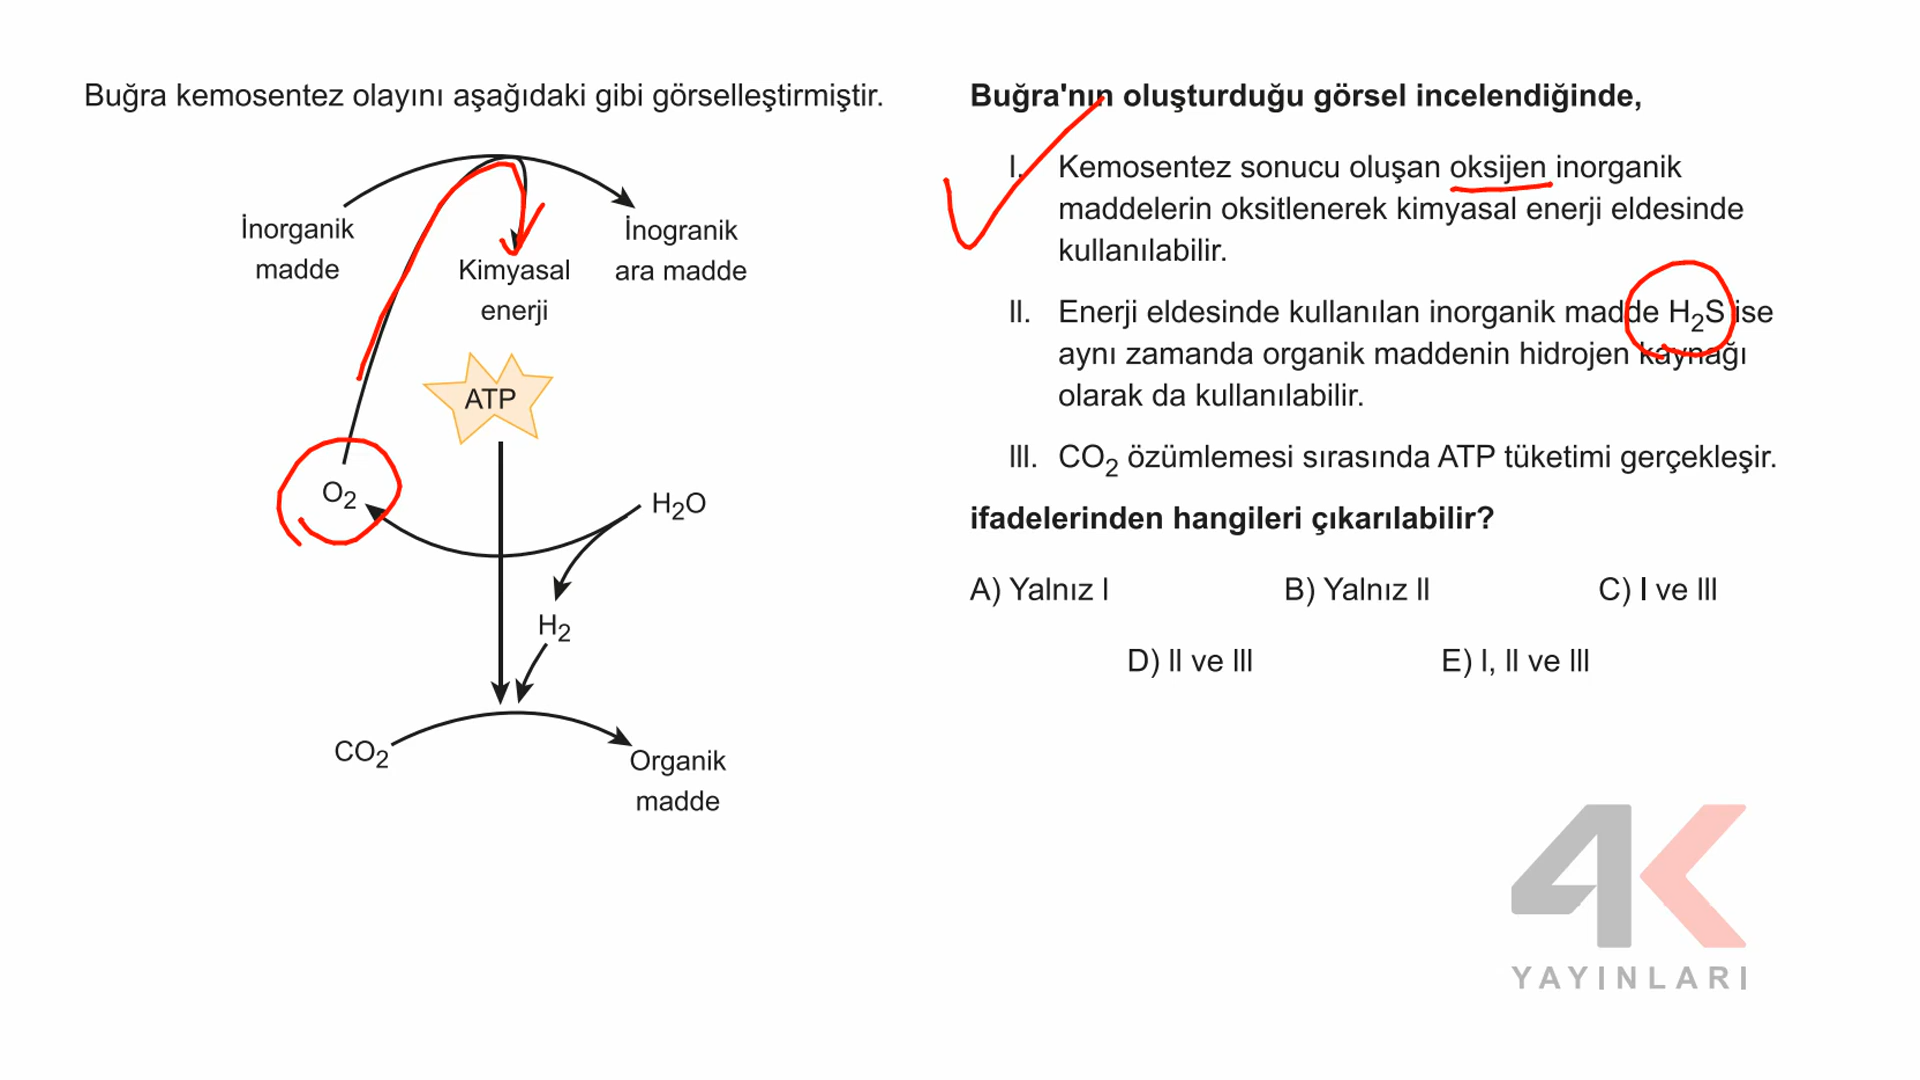 Buğra kemosentez olayını aşağıdaki gibi görselleştirmiştir.
İnorganik
madde
Kimyasal
enerji
İnogranik
ara madde
ATP
O2
H2O
H2
CO2
Organik
madde
Buğra'nın oluşturduğu görsel incelendiğinde,
I. Kemosentez sonucu oluşan oksijen inorganik
maddelerin oksitlenerek kimyasal enerji eldesinde
kullanılabilir.
II. Enerji eldesinde kullanılan inorganik madde H2S ise
aynı zamanda organik maddenin hidrojen kaynağı
olarak da kullanılabilir.
III. CO2 özümlemesi sırasında ATP tüketimi gerçekleşir.
ifadelerinden hangileri çıkarılabilir?
A) Yalnız I B) Yalnız II C) I ve III
D) II ve III E) I, II ve III
4K
YAYINLARI